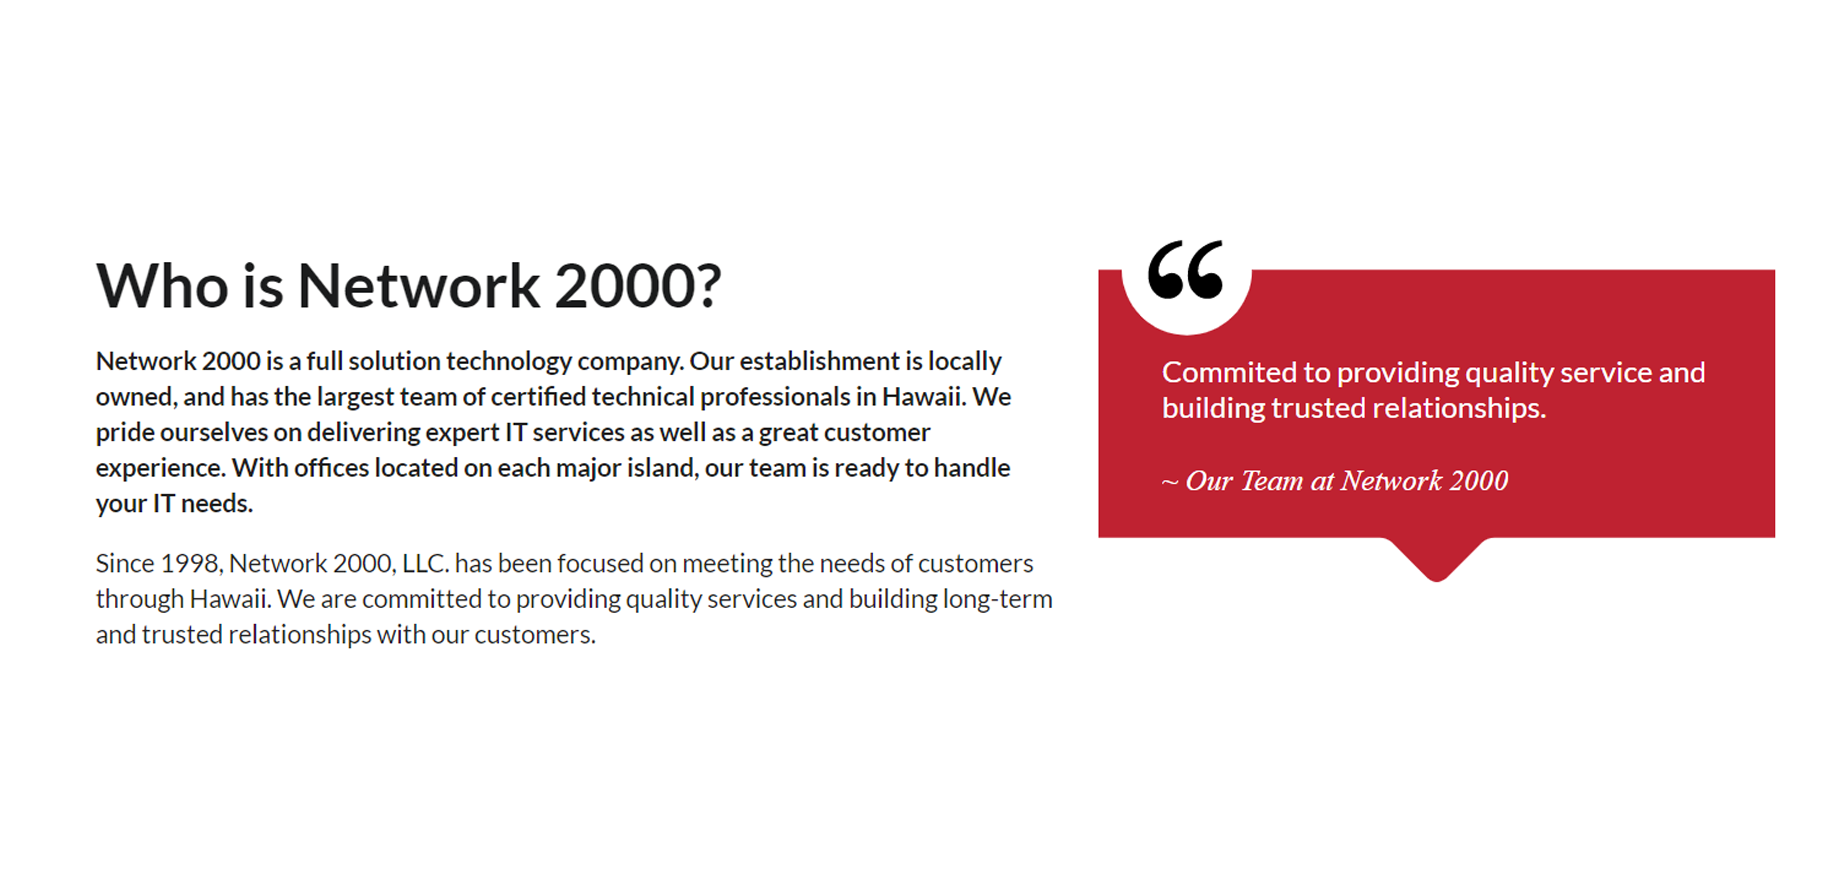 Who is Network 2000?
Network 2000 is a full solution technology company. Our establishment is locally
owned, and has the largest team of certified technical professionals in Hawaii. We
pride ourselves on delivering expert IT services as well as a great customer
experience. With offices located on each major island, our team is ready to handle
your IT needs.
Since 1998, Network 2000, LLC. has been focused on meeting the needs of customers
through Hawaii. We are committed to providing quality services and building long-term
and trusted relationships with our customers.
“
Commited to providing quality service and
building trusted relationships.
~ Our Team at Network 2000